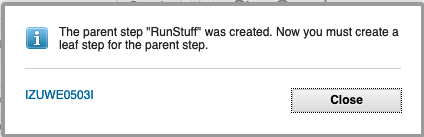 The parent step "RunStuff" was created. Now you must create a
leaf step for the parent step.
IZUWE0503I
Close